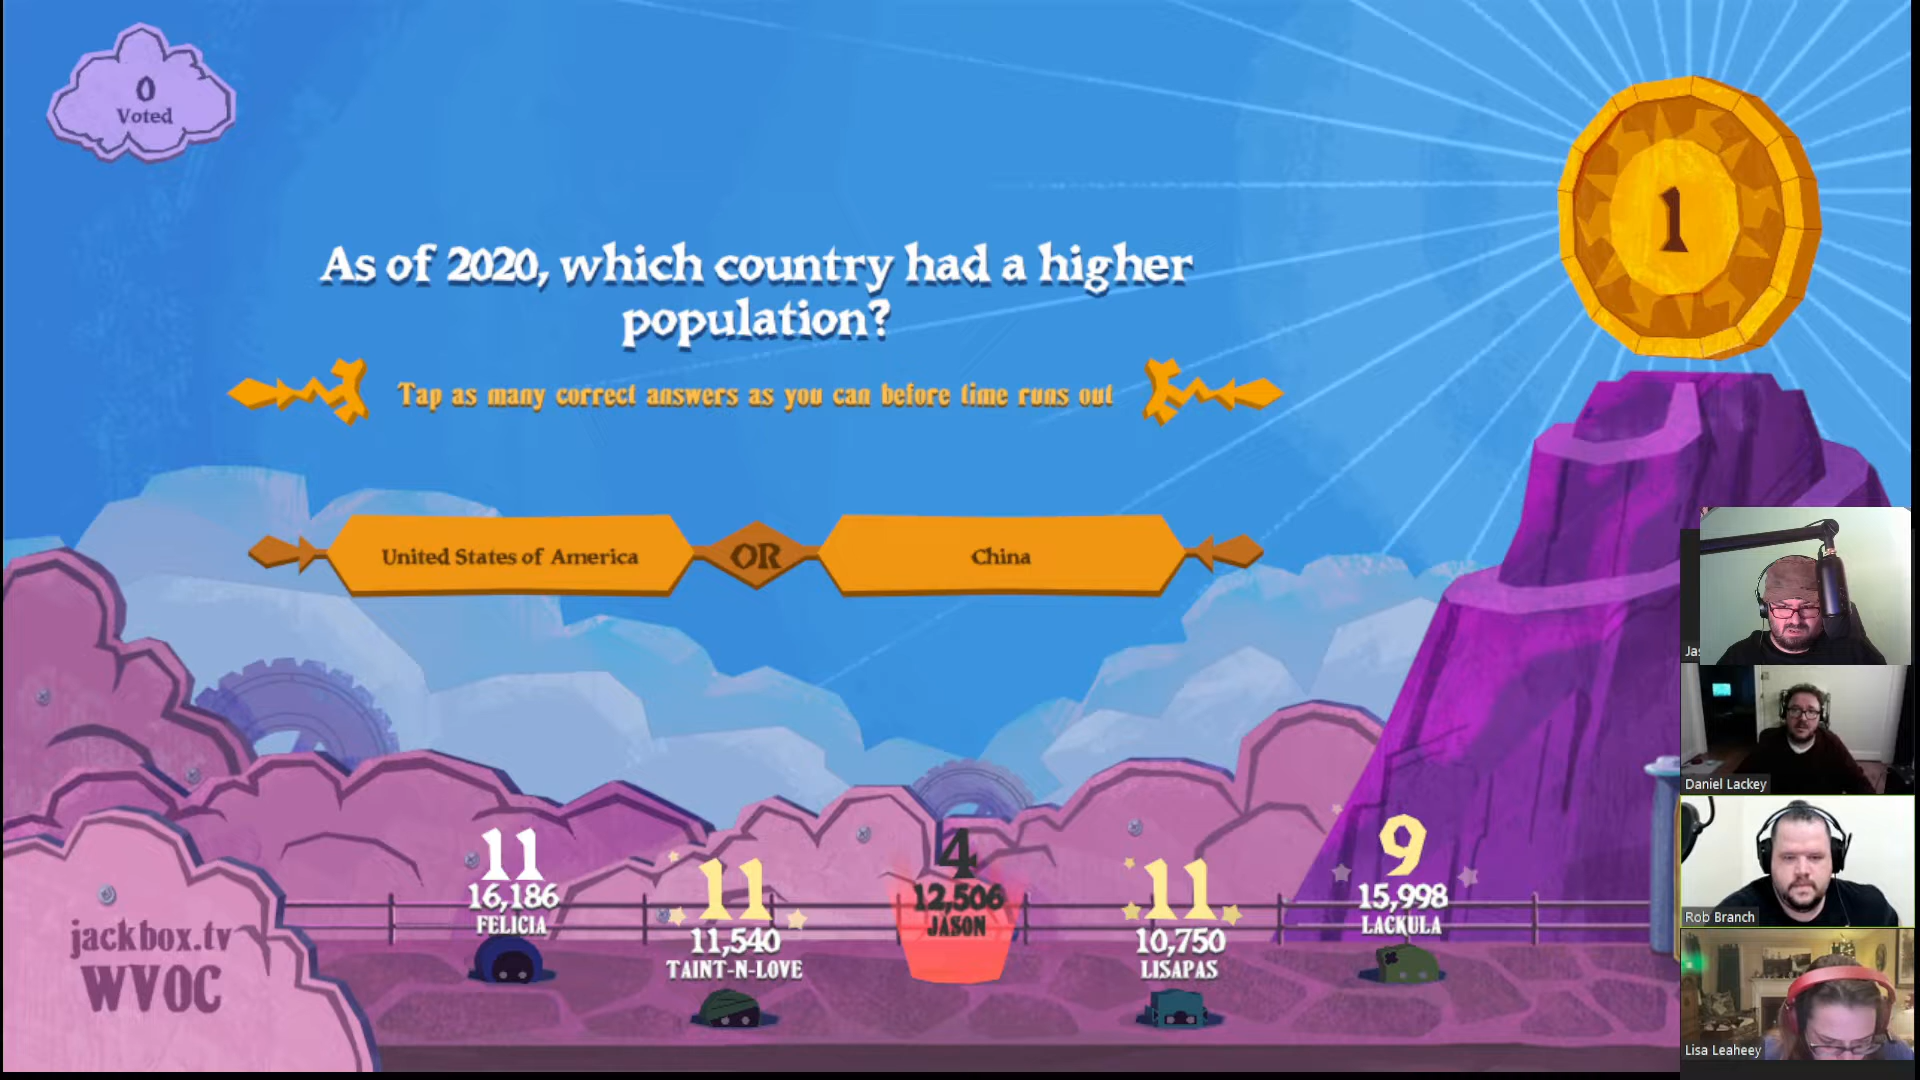 0
Voted
1
As of 2020, which country had a higher
population?
Tap as many correct answers as you can before time runs out
United States of America
OR
China
11
16,186
FELICIA
11
11,540
TAINT-N-LOVE
4
12,506
JASON
11
10,750
LISAPAS
9
15,998
LACKULA
jackbox.tv
WVOC
Jas
Daniel Lackey
Rob Branch
Lisa Leaheey